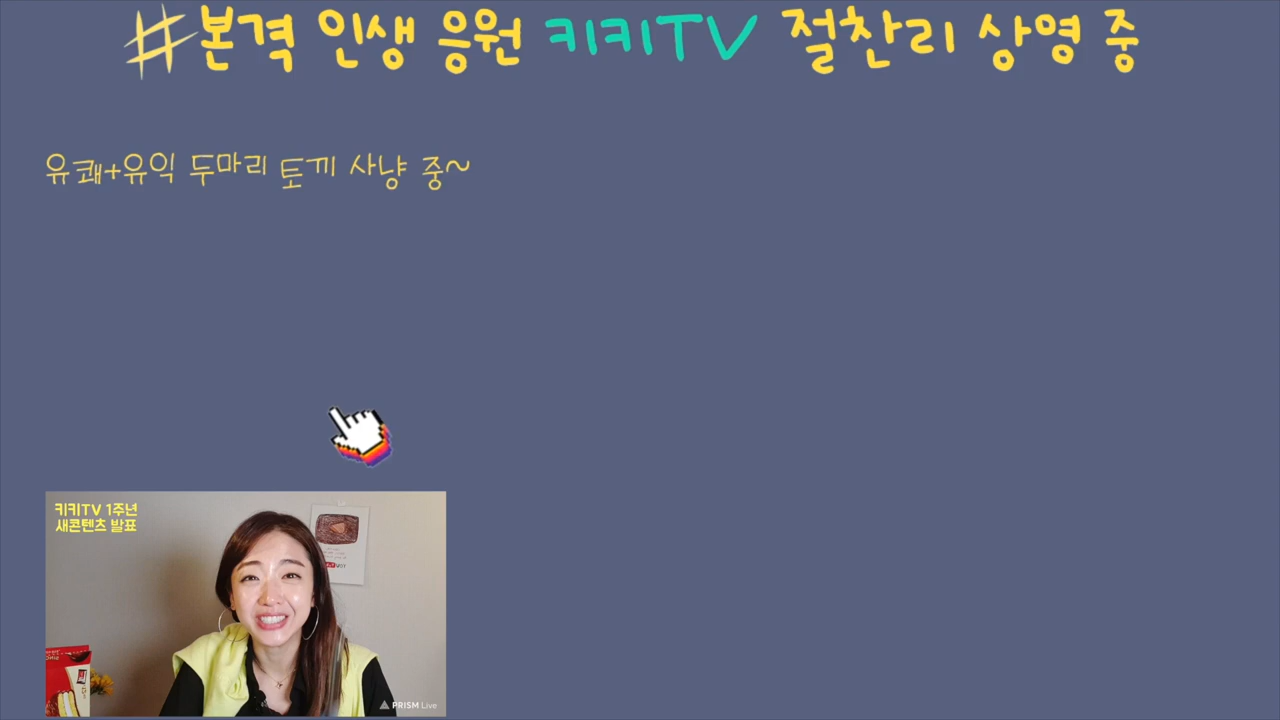 #본격 인생 응원 키키TV 절찬리 상영 중
유쾌+유익 두마리 토끼 사냥 중~
키키TV 1주년
새콘텐츠 발표
PRISM Live